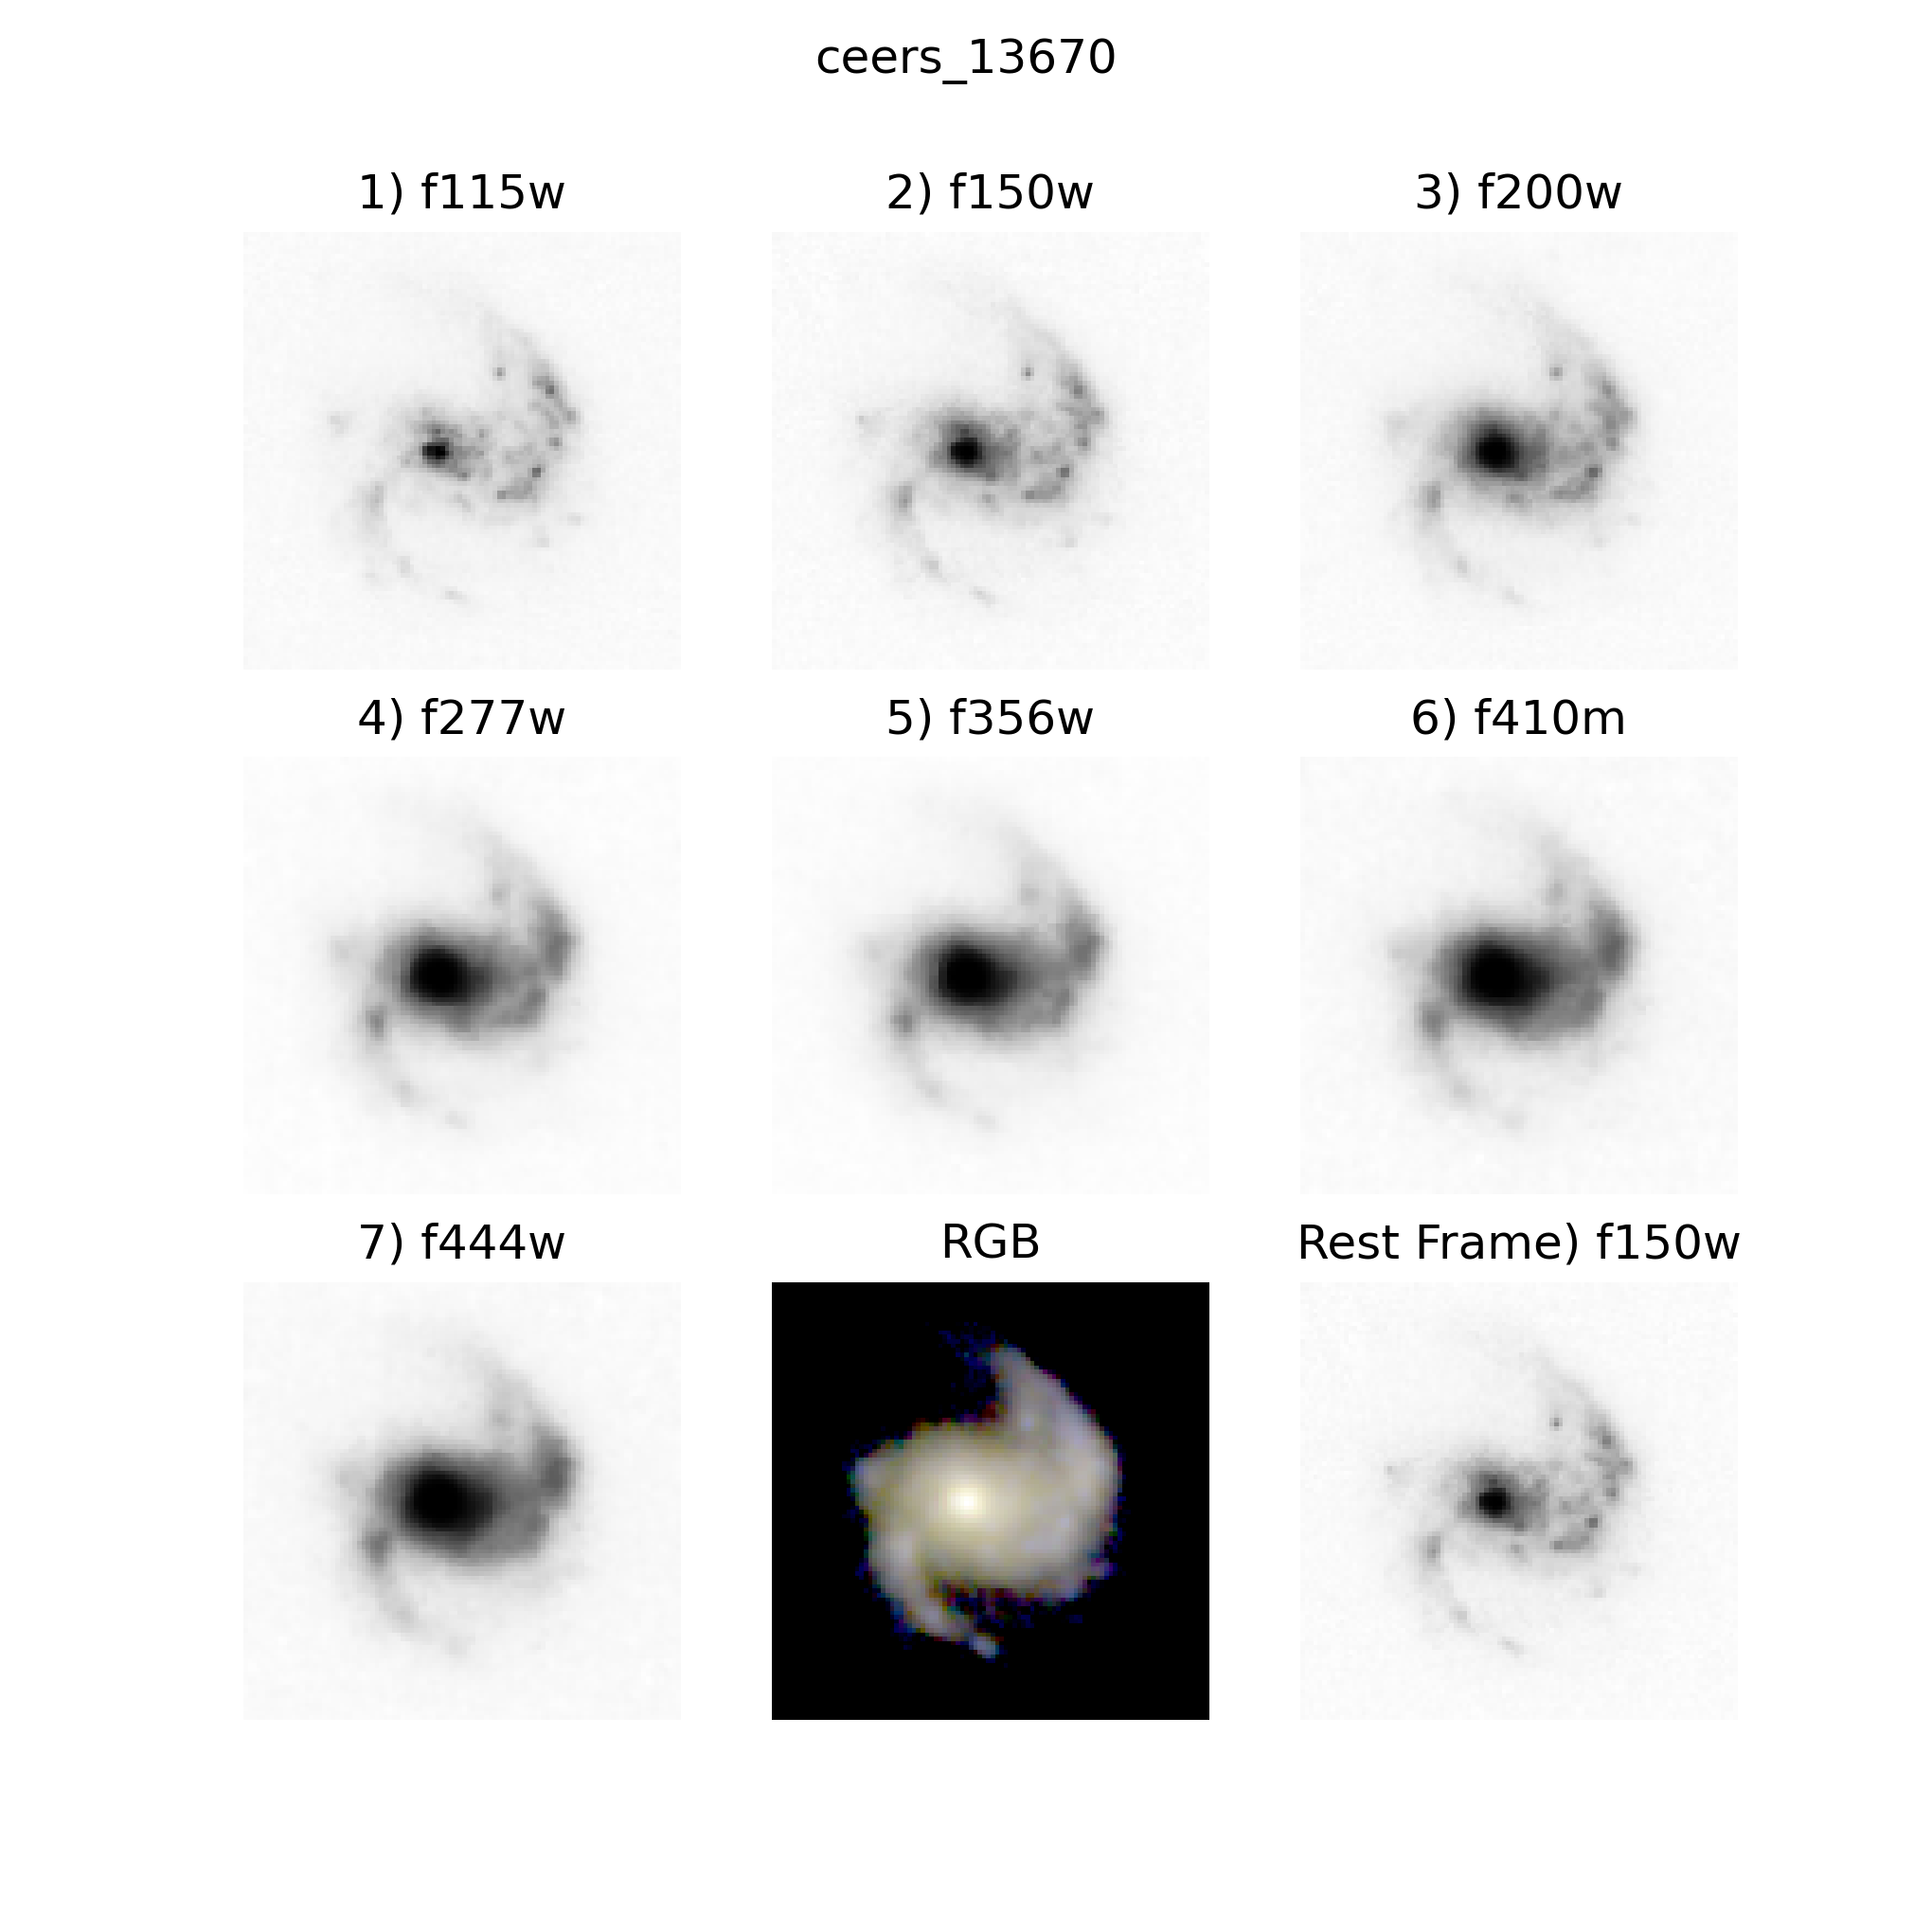 ceers_13670
1) f115w
2) f150w
3) f200w
4) f277w
5) f356w
6) f410m
7) f444w
RGB
Rest Frame) f150w